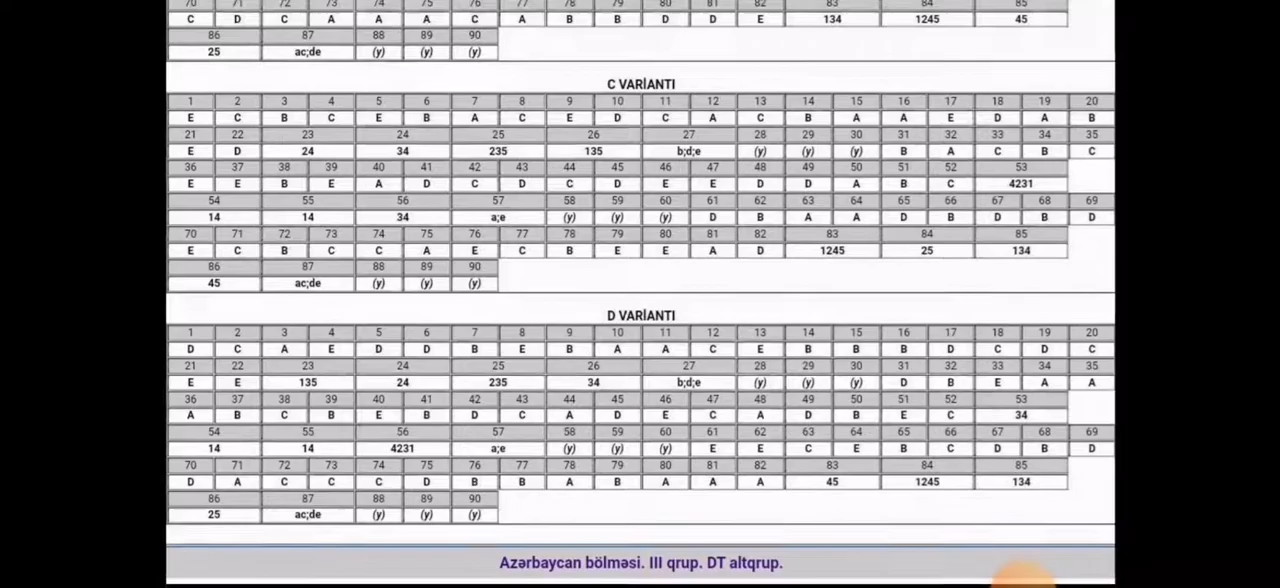 70 71 72 73 74 75 76 77 78 79 80 81 82 83 84 85
C D C A A A C A B B D D E 134 1245 45
86 87 88 89 90
25 ac;de (y) (y) (y)
C VARİANTI
1 2 3 4 5 6 7 8 9 10 11 12 13 14 15 16 17 18 19 20
E C B C E B A C E D C A C B A A E D A B
21 22 23 24 25 26 27 28 29 30 31 32 33 34 35
E D 24 34 235 135 b;d;e (y) (y) (y) B A C B C
36 37 38 39 40 41 42 43 44 45 46 47 48 49 50 51 52 53
E E B E A D C D C D E E D D A B C 4231
54 55 56 57 58 59 60 61 62 63 64 65 66 67 68 69
14 14 34 a;e (y) (y) (y) D B A A D B D B D
70 71 72 73 74 75 76 77 78 79 80 81 82 83 84 85
E C B C C A E C B E E A D 1245 25 134
86 87 88 89 90
45 ac;de (y) (y) (y)
D VARİANTI
1 2 3 4 5 6 7 8 9 10 11 12 13 14 15 16 17 18 19 20
D C A E D D B E B A A C E B B B D C D C
21 22 23 24 25 26 27 28 29 30 31 32 33 34 35
E E 135 24 235 34 b;d;e (y) (y) (y) D B E A A
36 37 38 39 40 41 42 43 44 45 46 47 48 49 50 51 52 53
A B C B E B D C A D E C A D B E C 34
54 55 56 57 58 59 60 61 62 63 64 65 66 67 68 69
14 14 4231 a;e (y) (y) (y) E E C E B C D B D
70 71 72 73 74 75 76 77 78 79 80 81 82 83 84 85
D A C C C D B B A B A A A 45 1245 134
86 87 88 89 90
25 ac;de (y) (y) (y)
Azərbaycan bölməsi. III qrup. DT altqrup.